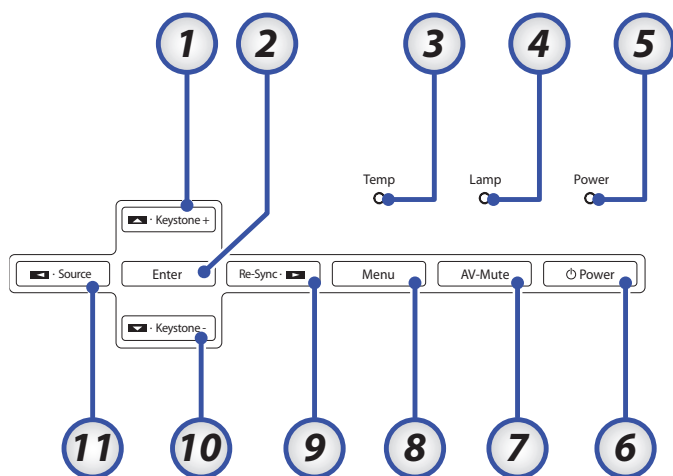 1 2 3 4 5
Temp Lamp Power
· Keystone +
· Source Enter Re-Sync · Menu AV-Mute Power
· Keystone -
11 10 9 8 7 6